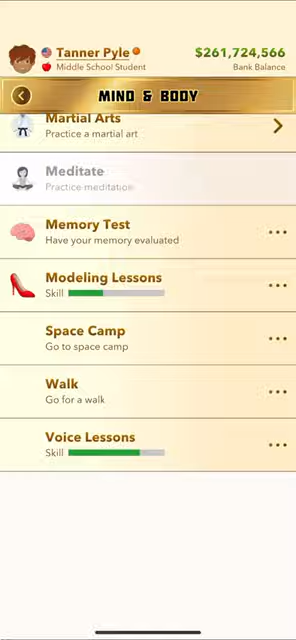 Tanner Pyle
$261,724,566
Middle School Student
Bank Balance
MIND & BODY
Martial Arts
Practice a martial art
Meditate
Practice meditation
Memory Test
Have your memory evaluated
Modeling Lessons
Skill
Space Camp
Go to space camp
Walk
Go for a walk
Voice Lessons
Skill